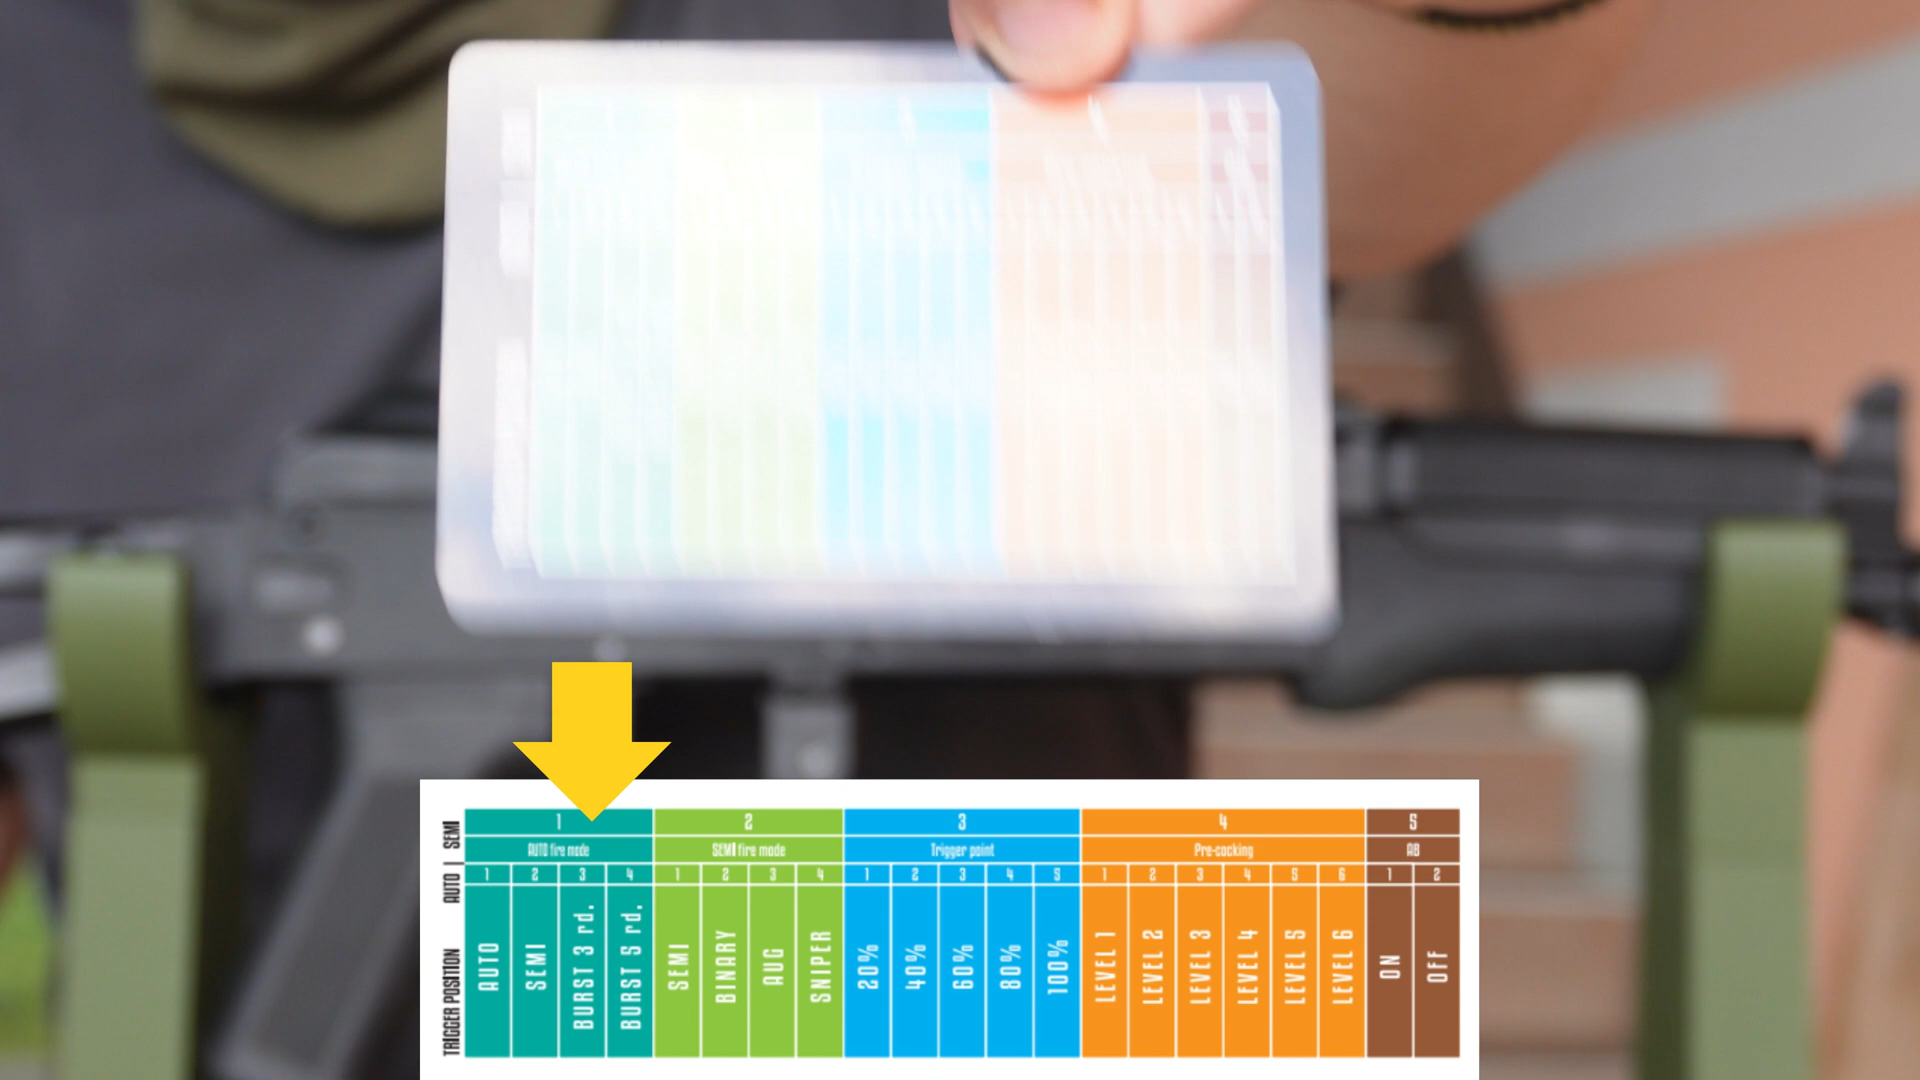 SEMI 1 2 3 4 5
AUTO fire mode SEMI fire mode Trigger point Pre-cocking AB
AUTO | 1 2 3 4 1 2 3 4 1 2 3 4 5 1 2 3 4 5 6 1 2
TRIGGER POSITION AUTO SEMI BURST 3 rd. BURST 5 rd. SEMI BINARY AUG SNIPER 20% 40% 60% 80% 100% LEVEL 1 LEVEL 2 LEVEL 3 LEVEL 4 LEVEL 5 LEVEL 6 ON OFF